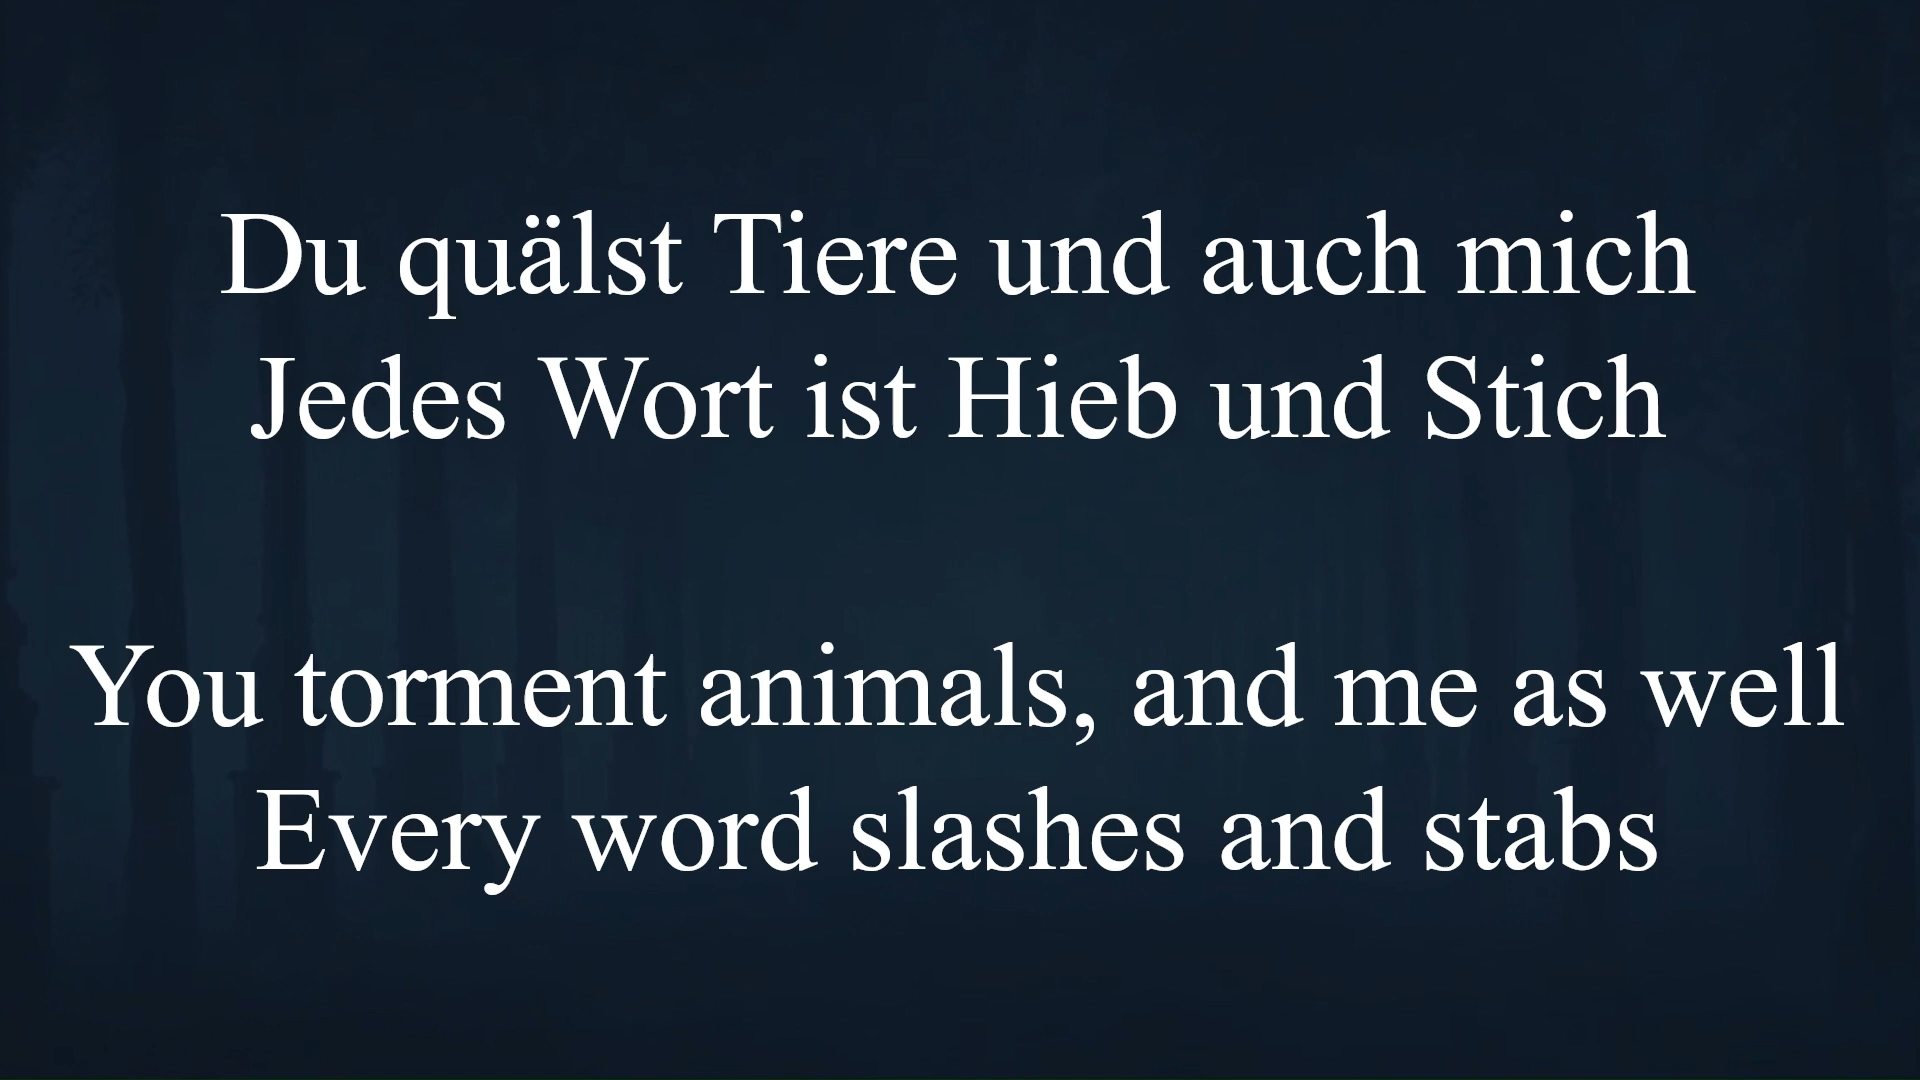 Du quälst Tiere und auch mich
Jedes Wort ist Hieb und Stich
You torment animals, and me as well
Every word slashes and stabs